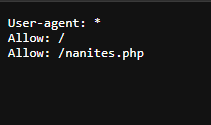 User-agent: *
Allow: /
Allow: /nanites.php